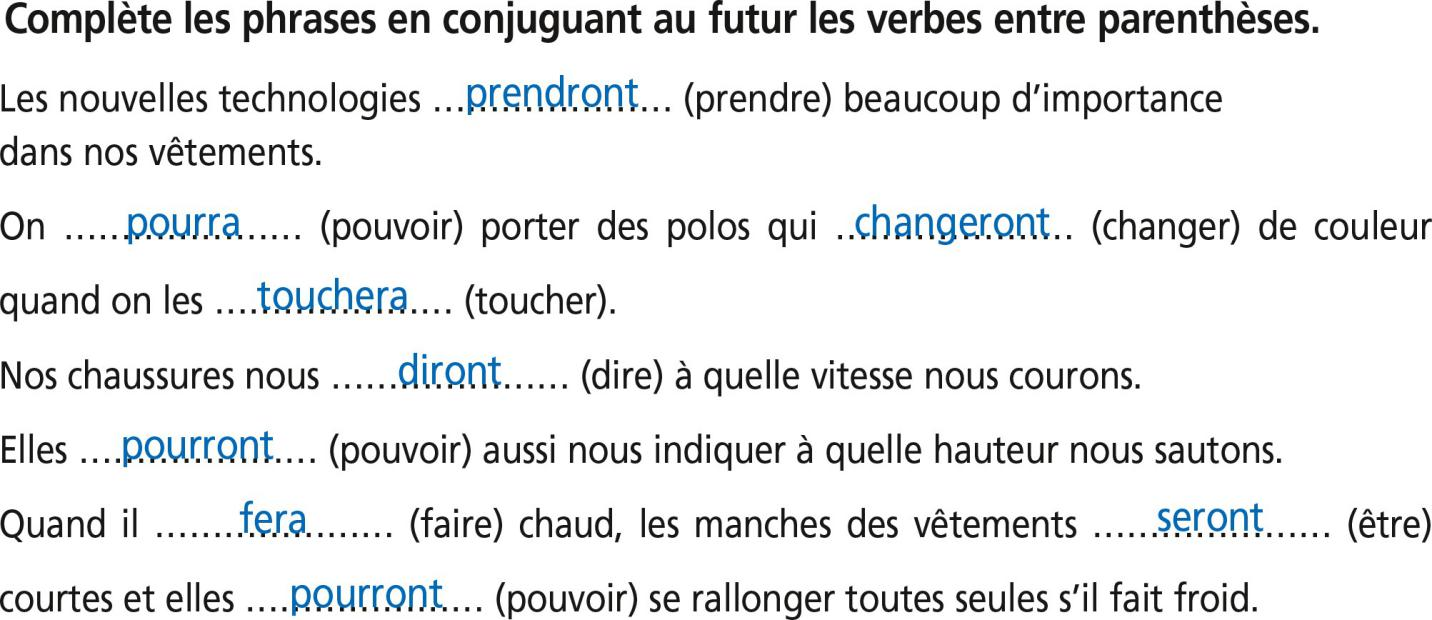 Complète les phrases en conjuguant au futur les verbes entre parenthèses.
Les nouvelles technologies ...prendront... (prendre) beaucoup d’importance
dans nos vêtements.
On ...pourra... (pouvoir) porter des polos qui ...changeront... (changer) de couleur
quand on les ...touchera... (toucher).
Nos chaussures nous ...diront... (dire) à quelle vitesse nous courons.
Elles ...pourront... (pouvoir) aussi nous indiquer à quelle hauteur nous sautons.
Quand il ...fera... (faire) chaud, les manches des vêtements ...seront... (être)
courtes et elles ...pourront... (pouvoir) se rallonger toutes seules s’il fait froid.